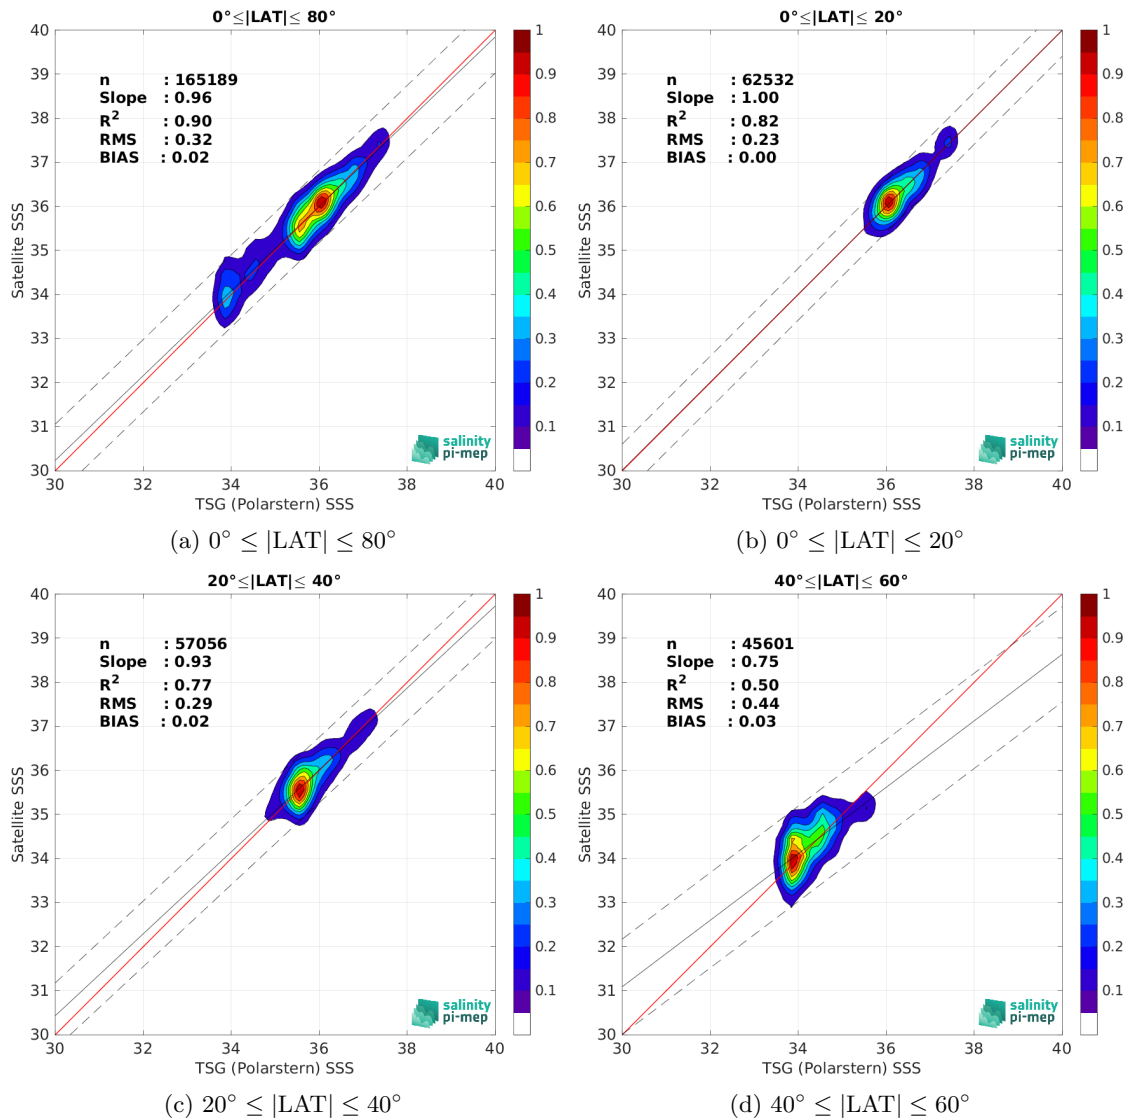 0°≤|LAT|≤ 80°
n : 165189
Slope : 0.96
R² : 0.90
RMS : 0.32
BIAS : 0.02
40
39
38
37
36
35
34
33
32
31
30
30 32 34 36 38 40
Satellite SSS
TSG (Polarstern) SSS
1
0.9
0.8
0.7
0.6
0.5
0.4
0.3
0.2
0.1
salinity
pi-mep
(a) 0° ≤ |LAT| ≤ 80°
0°≤|LAT|≤ 20°
n : 62532
Slope : 1.00
R² : 0.82
RMS : 0.23
BIAS : 0.00
40
39
38
37
36
35
34
33
32
31
30
30 32 34 36 38 40
Satellite SSS
TSG (Polarstern) SSS
1
0.9
0.8
0.7
0.6
0.5
0.4
0.3
0.2
0.1
salinity
pi-mep
(b) 0° ≤ |LAT| ≤ 20°
20°≤|LAT|≤ 40°
n : 57056
Slope : 0.93
R² : 0.77
RMS : 0.29
BIAS : 0.02
40
39
38
37
36
35
34
33
32
31
30
30 32 34 36 38 40
Satellite SSS
TSG (Polarstern) SSS
1
0.9
0.8
0.7
0.6
0.5
0.4
0.3
0.2
0.1
salinity
pi-mep
(c) 20° ≤ |LAT| ≤ 40°
40°≤|LAT|≤ 60°
n : 45601
Slope : 0.75
R² : 0.50
RMS : 0.44
BIAS : 0.03
40
39
38
37
36
35
34
33
32
31
30
30 32 34 36 38 40
Satellite SSS
TSG (Polarstern) SSS
1
0.9
0.8
0.7
0.6
0.5
0.4
0.3
0.2
0.1
salinity
pi-mep
(d) 40° ≤ |LAT| ≤ 60°